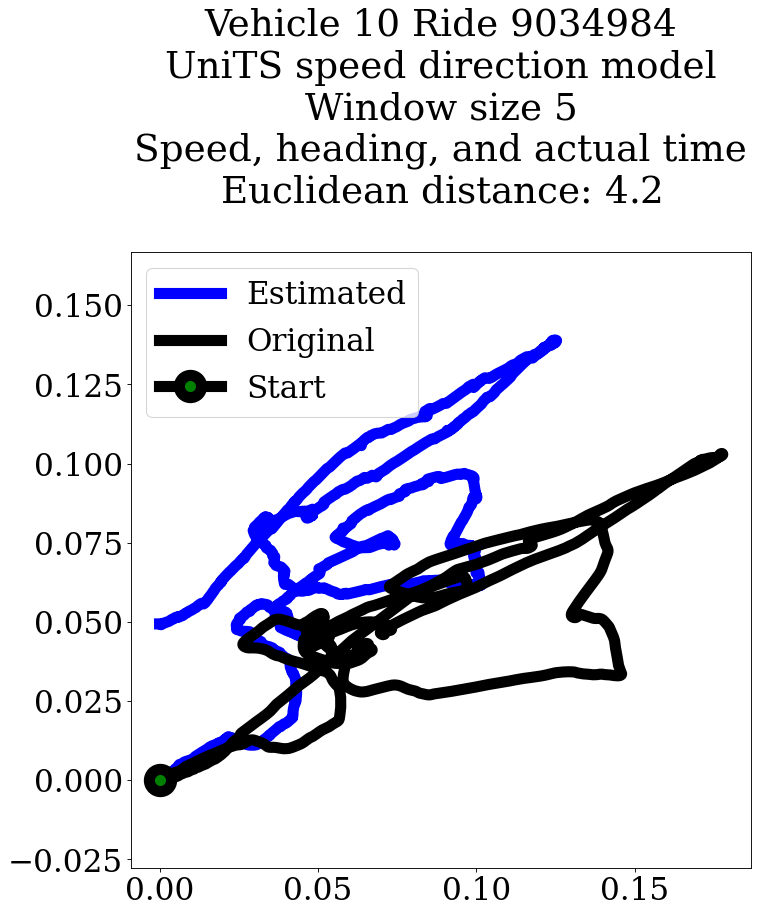 Vehicle 10 Ride 9034984
UniTS speed direction model
Window size 5
Speed, heading, and actual time
Euclidean distance: 4.2
Estimated
Original
Start
0.150
0.125
0.100
0.075
0.050
0.025
0.000
−0.025
0.00 0.05 0.10 0.15